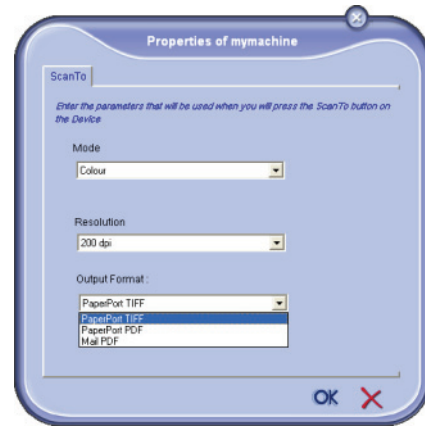 Properties of mymachine
ScanTo
Enter the parameters that will be used when you will press the ScanTo button on
the Device
Mode
Colour
Resolution
200 dpi
Output Format :
PaperPort TIFF
PaperPort TIFF
PaperPort PDF
Mail PDF
OK